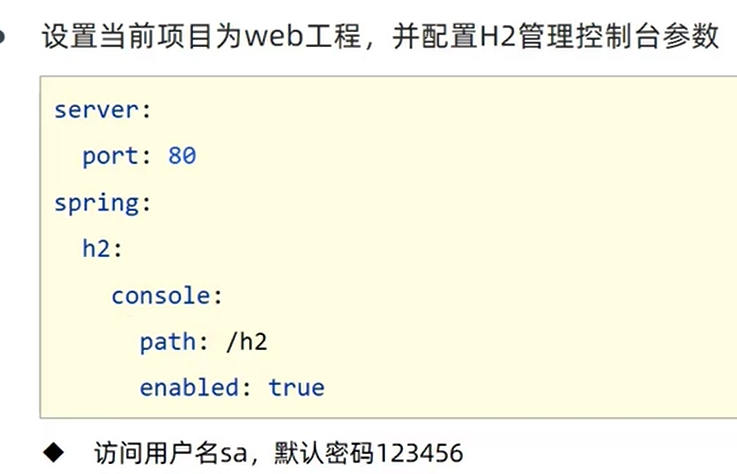 设置当前项目为web工程，并配置H2管理控制台参数
server:
  port: 80
spring:
  h2:
    console:
      path: /h2
      enabled: true
访问用户名sa，默认密码123456